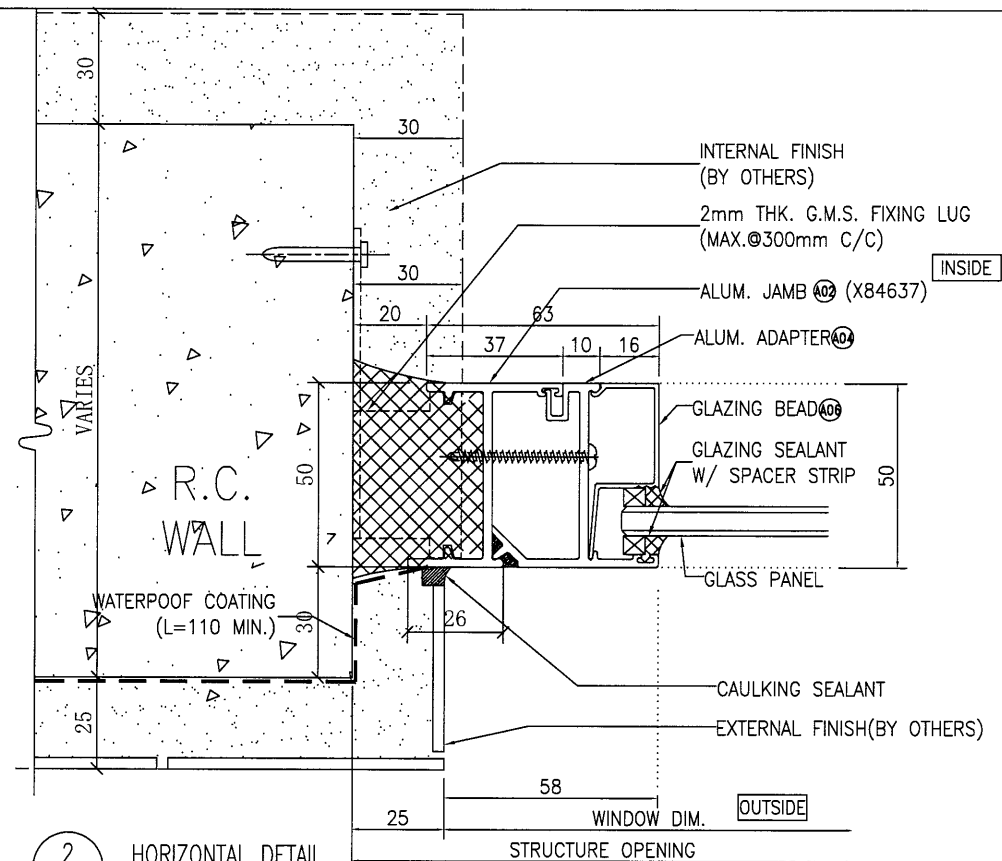 30
30
INTERNAL FINISH
(BY OTHERS)
2mm THK. G.M.S. FIXING LUG
(MAX.@300mm C/C)
INSIDE
30
ALUM. JAMB A02 (X84637)
20
63
ALUM. ADAPTER A04
37
10
16
VARIES
GLAZING BEAD A06
GLAZING SEALANT
W/ SPACER STRIP
50
50
R.C.
WALL
GLASS PANEL
WATERPOOF COATING
(L=110 MIN.)
30
26
CAULKING SEALANT
25
EXTERNAL FINISH(BY OTHERS)
58
OUTSIDE
25
WINDOW DIM.
2
HORIZONTAL DETAIL
STRUCTURE OPENING